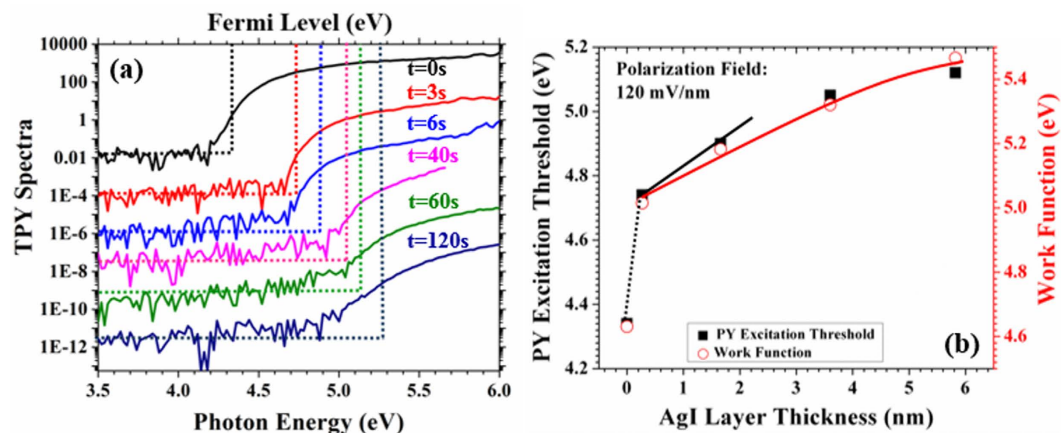 Fermi Level (eV)
(a)
TPY Spectra
10000
100
1
0.01
1E-4
1E-6
1E-8
1E-10
1E-12
t=0s
t=3s
t=6s
t=40s
t=60s
t=120s
3.5 4.0 4.5 5.0 5.5 6.0
Photon Energy (eV)
PY Excitation Threshold (eV)
5.2
5.0
4.8
4.6
4.4
4.2
Polarization Field:
120 mV/nm
PY Excitation Threshold
Work Function
(b)
0 1 2 3 4 5 6
AgI Layer Thickness (nm)
5.4
5.2
5.0
4.8
4.6
Work Function (eV)